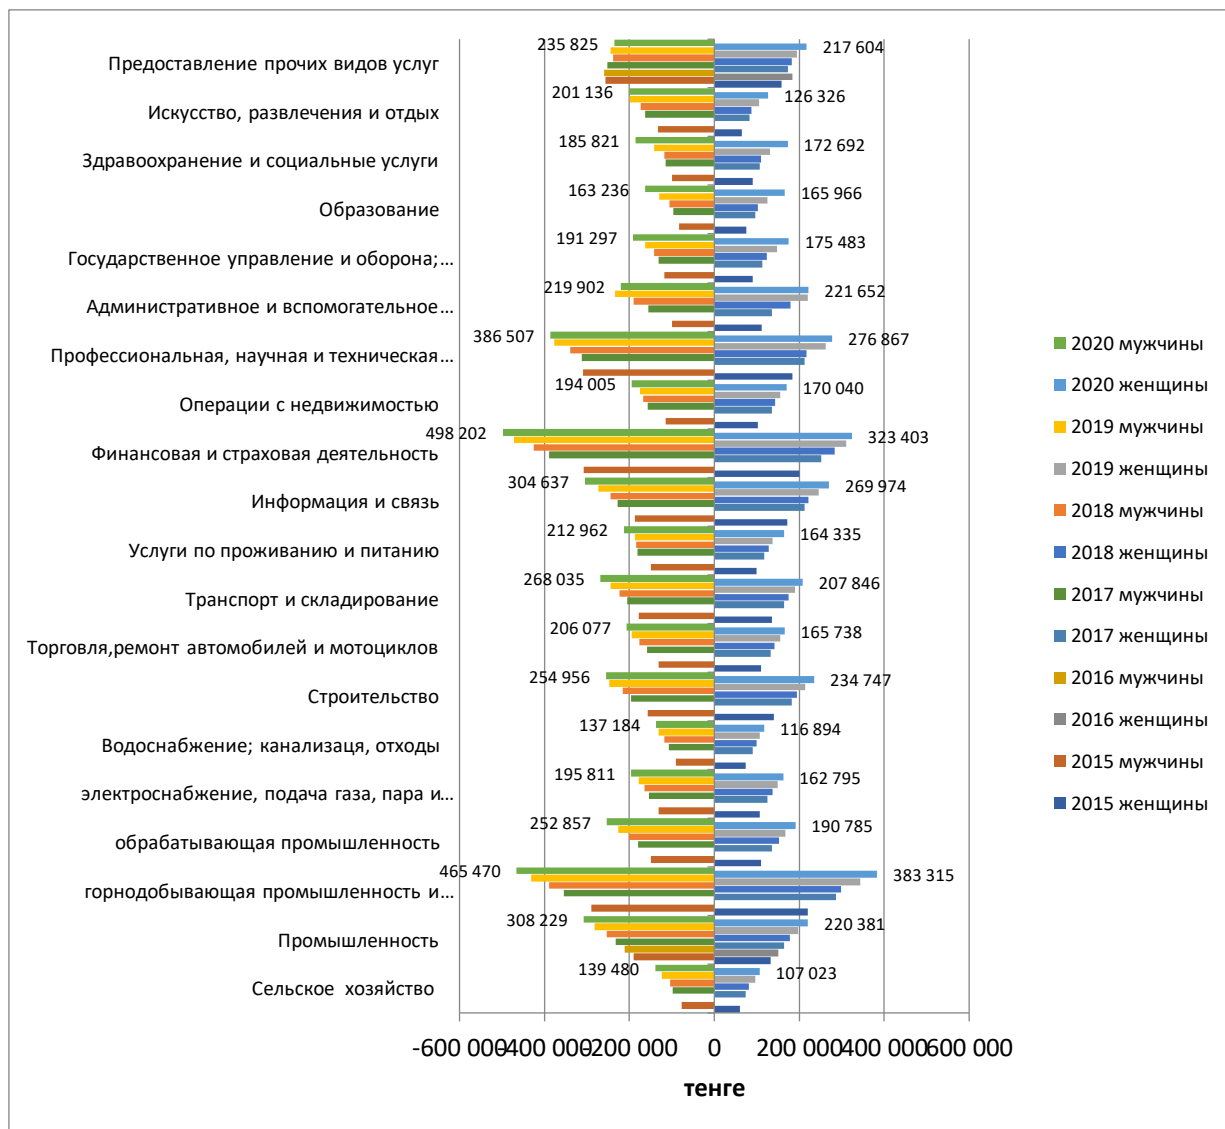 235 825
217 604
Предоставление прочих видов услуг
201 136
126 326
Искусство, развлечения и отдых
185 821
172 692
Здравоохранение и социальные услуги
163 236
165 966
Образование
191 297
175 483
Государственное управление и оборона;...
219 902
221 652
Административное и вспомогательное...
386 507
276 867
Профессиональная, научная и техническая...
194 005
170 040
Операции с недвижимостью
498 202
323 403
Финансовая и страховая деятельность
304 637
269 974
Информация и связь
212 962
164 335
Услуги по проживанию и питанию
268 035
207 846
Транспорт и складирование
206 077
165 738
Торговля,ремонт автомобилей и мотоциклов
254 956
234 747
Строительство
137 184
116 894
Водоснабжение; канализаця, отходы
195 811
162 795
электроснабжение, подача газа, пара и...
252 857
190 785
обрабатывающая промышленность
465 470
383 315
горнодобывающая промышленность и...
308 229
220 381
Промышленность
139 480
107 023
Сельское хозяйство
-600 000
-400 000
-200 000
0
200 000
400 000
600 000
тенге
2020 мужчины
2020 женщины
2019 мужчины
2019 женщины
2018 мужчины
2018 женщины
2017 мужчины
2017 женщины
2016 мужчины
2016 женщины
2015 мужчины
2015 женщины